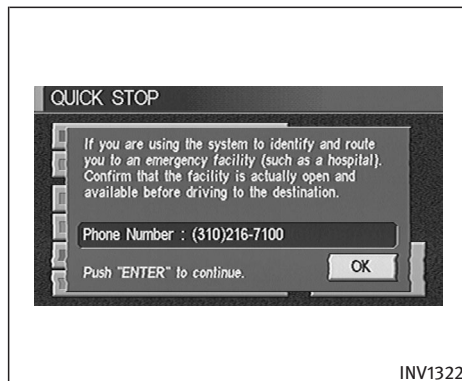 QUICK STOP
If you are using the system to identify and route
you to an emergency facility (such as a hospital).
Confirm that the facility is actually open and
available before driving to the destination.
Phone Number : (310)216-7100
Push "ENTER" to continue.
OK
INV1322